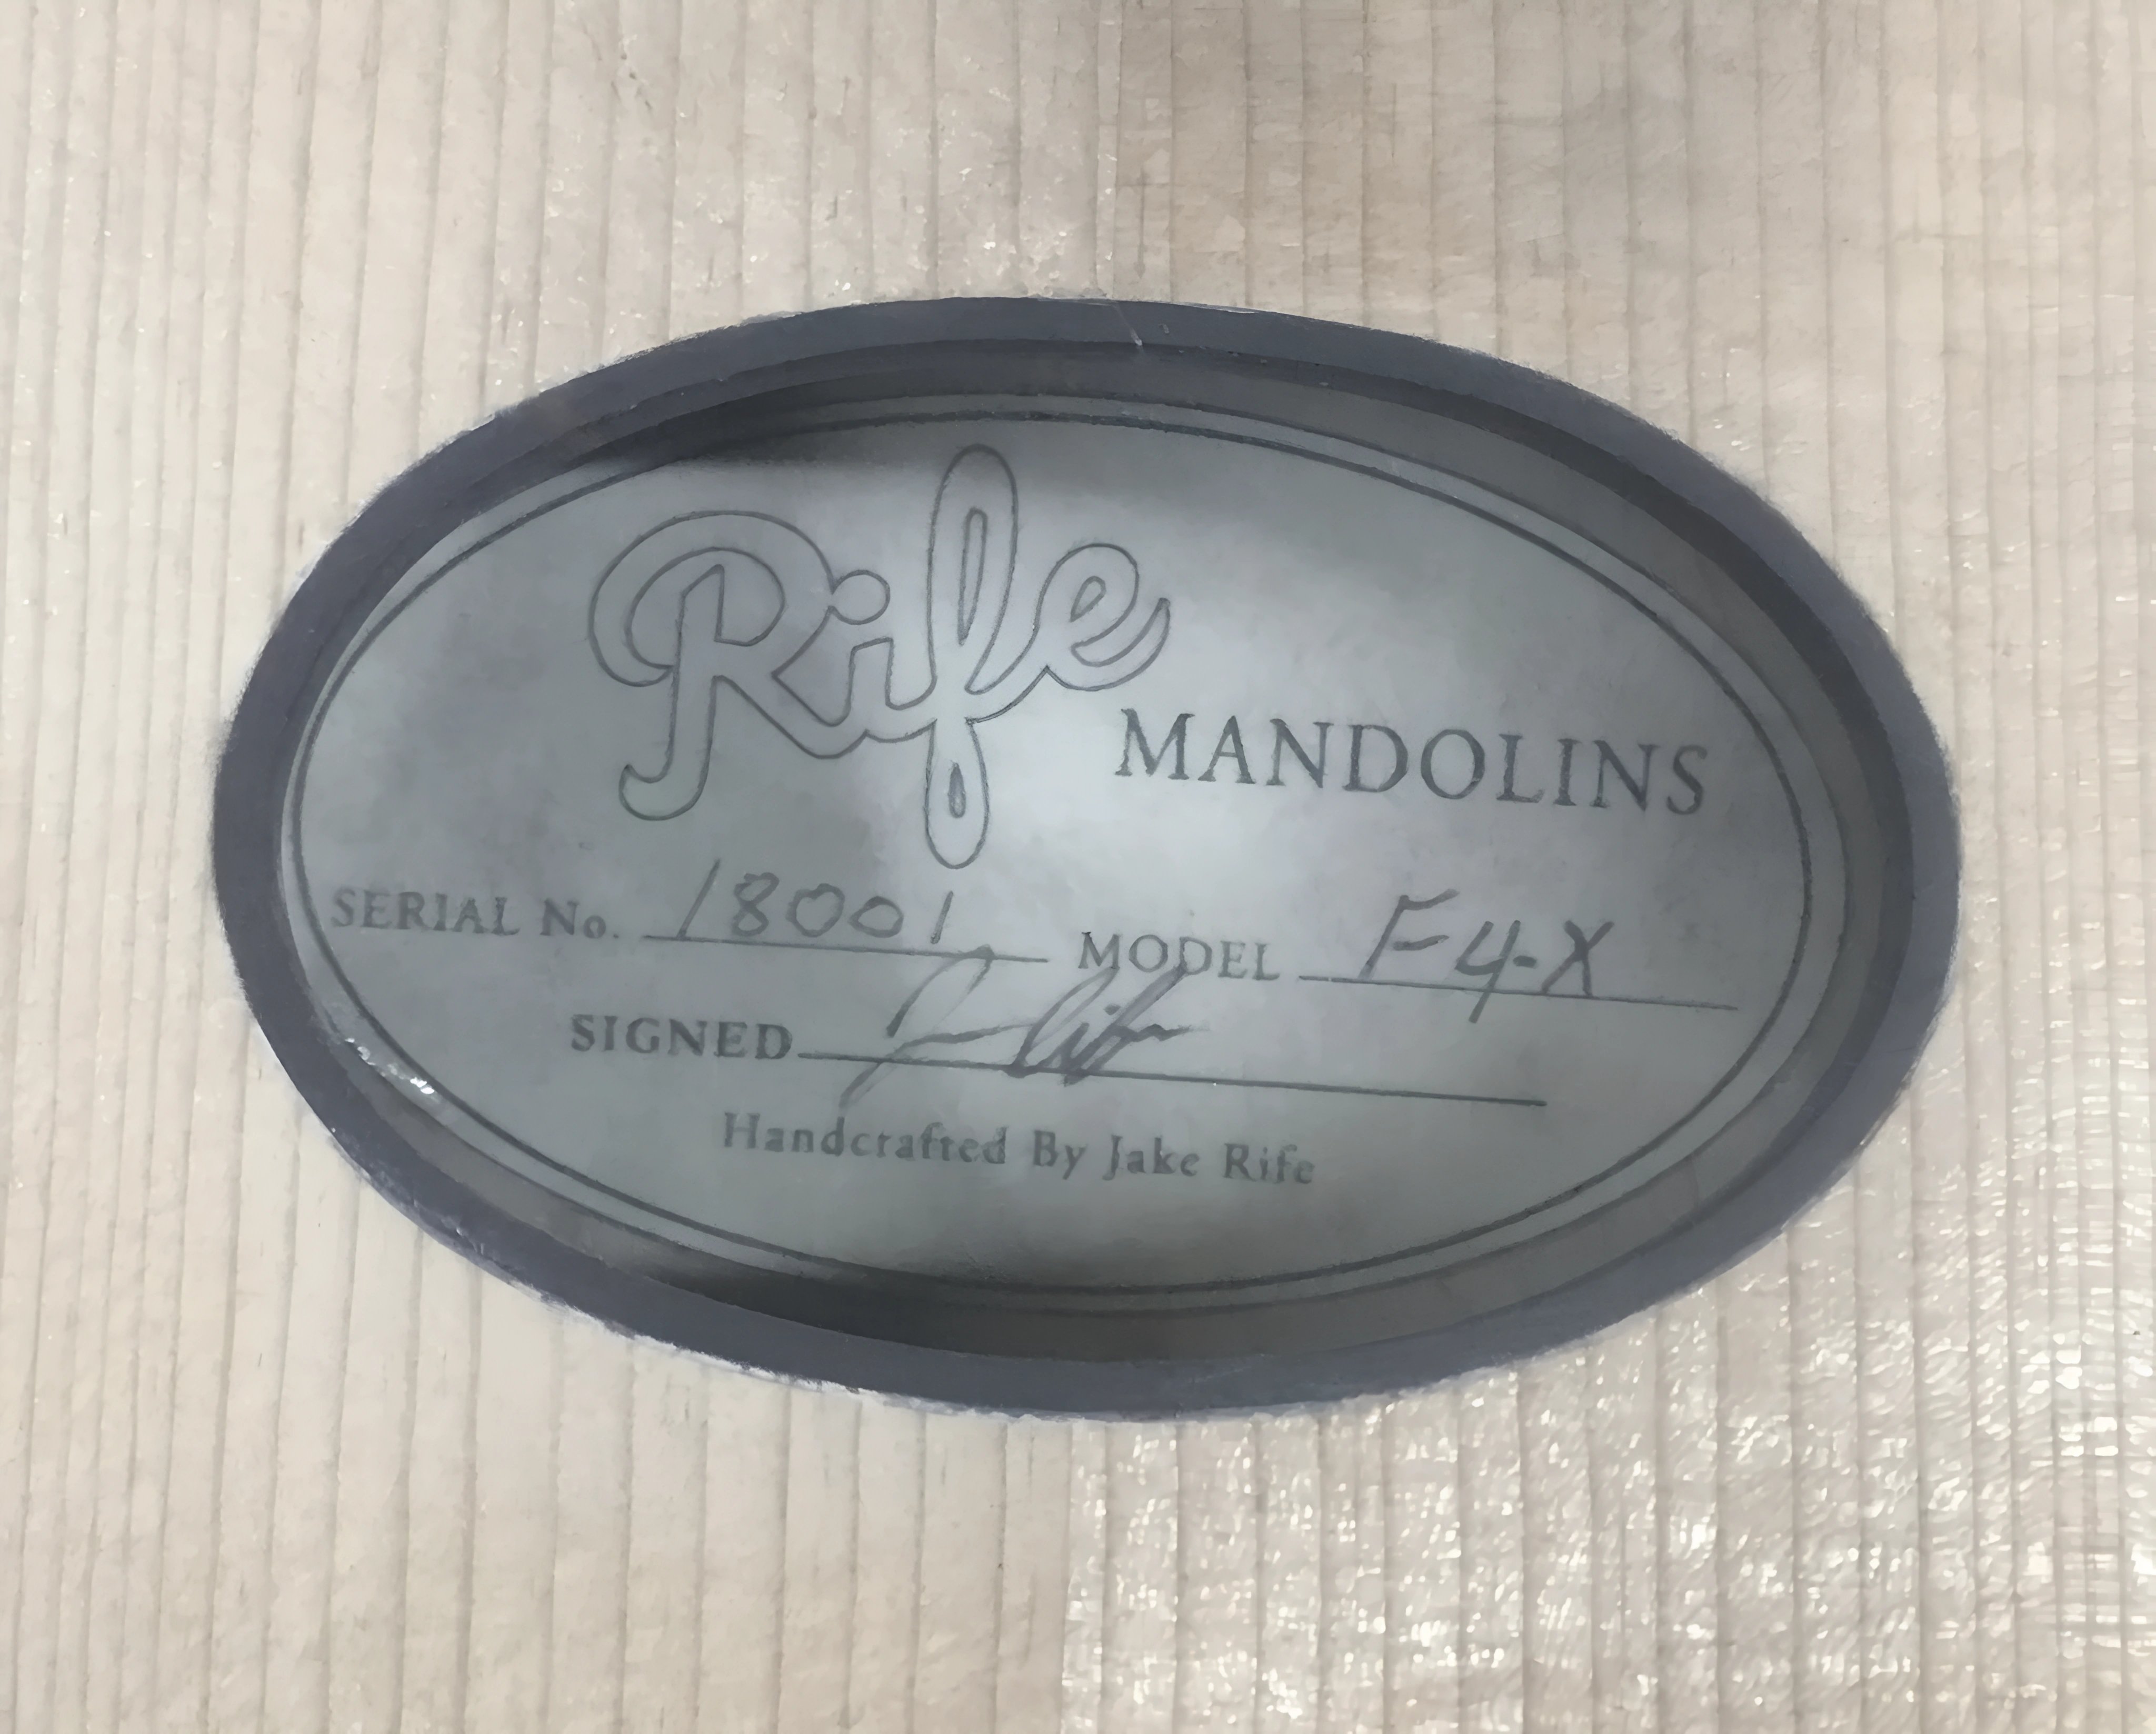 Rife MANDOLINS
SERIAL No. 18001 MODEL F4-X
SIGNED
Handcrafted By Jake Rife